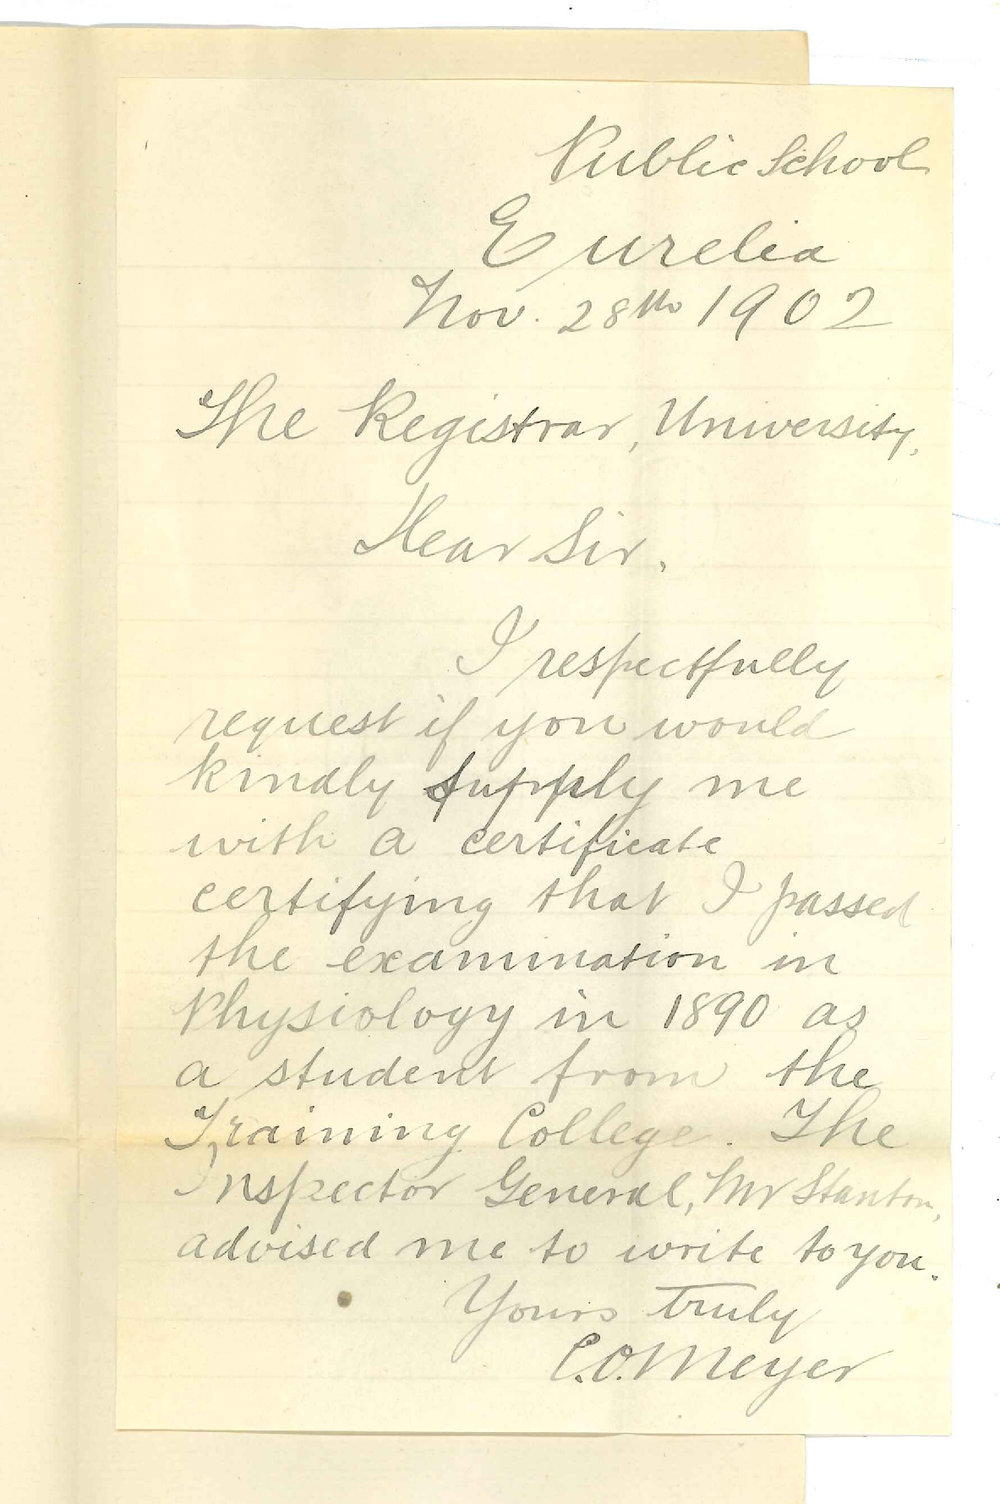 Public School
Eurelia
Nov. 28th 1902
The Registrar, University,
Dear Sir,
I respectfully
request if you would
kindly supply me
with a certificate
certifying that I passed
the examination in
Physiology in 1890 as
a student from the
Training College. The
Inspector General, Mr Stanton,
advised me to write to you.
Yours truly
C.O. Meyer